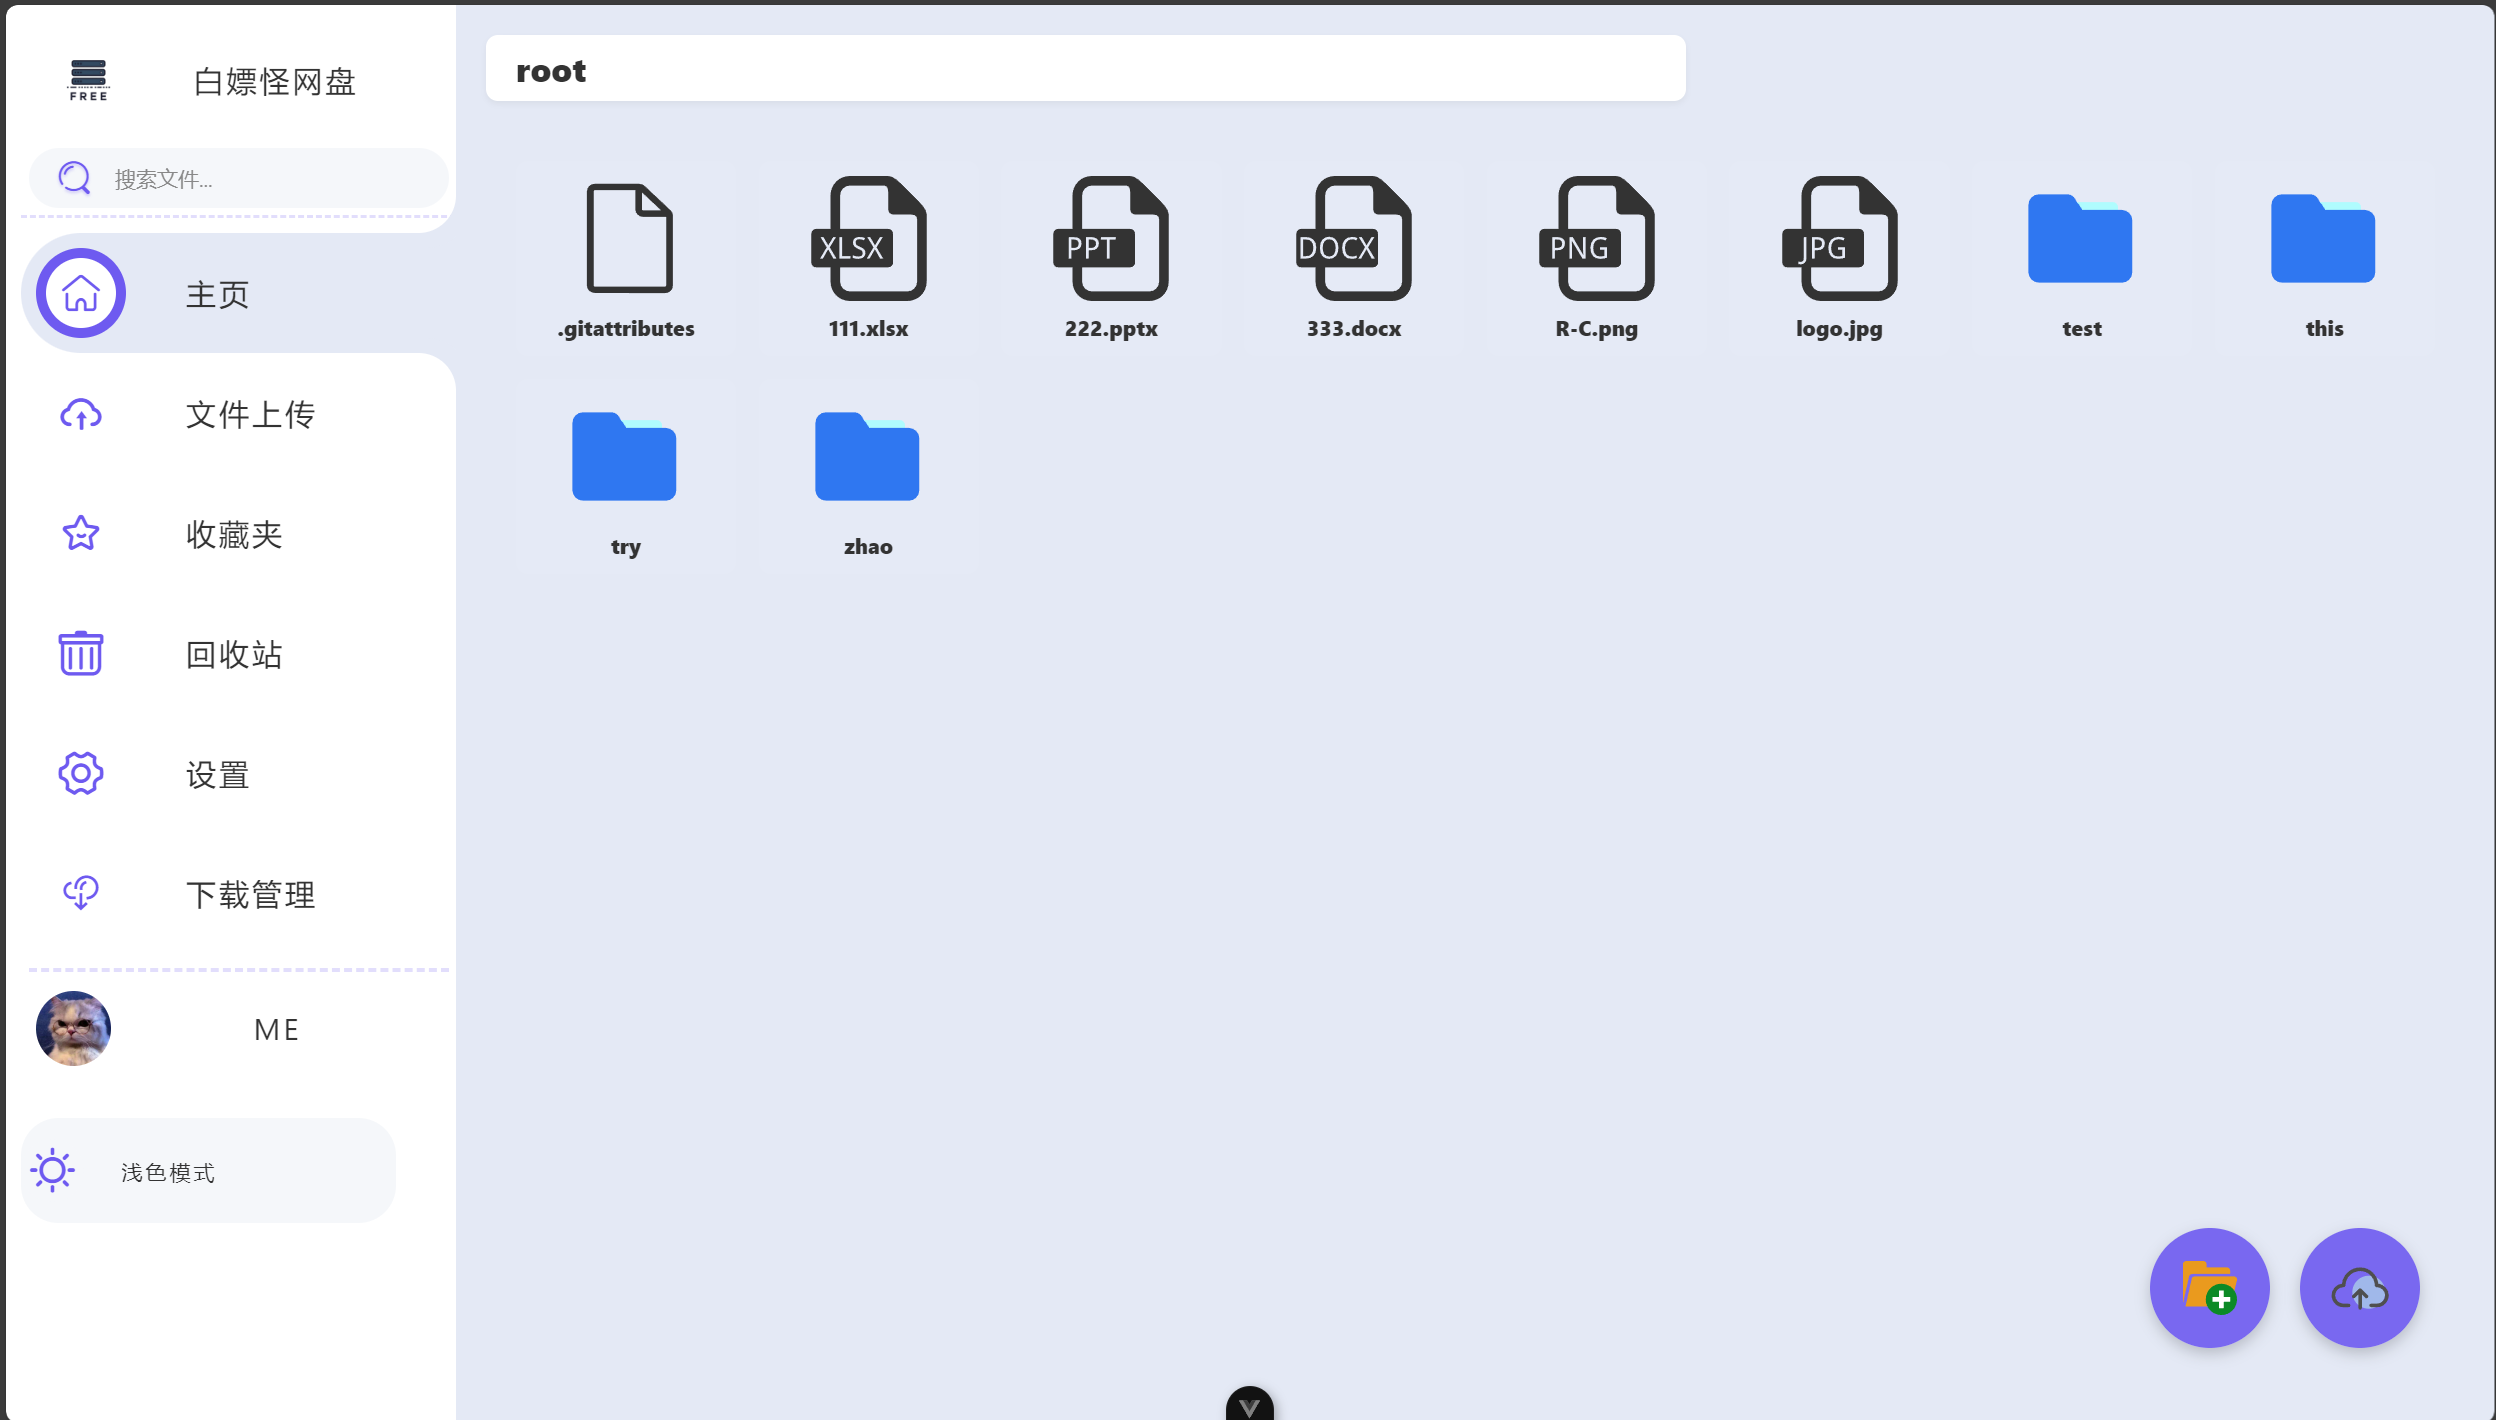 FREE
白嫖怪网盘
搜索文件...
主页
文件上传
收藏夹
回收站
设置
下载管理
ME
浅色模式
root
XLSX
PPT
DOCX
PNG
JPG
.gitattributes
111.xlsx
222.pptx
333.docx
R-C.png
logo.jpg
test
this
try
zhao